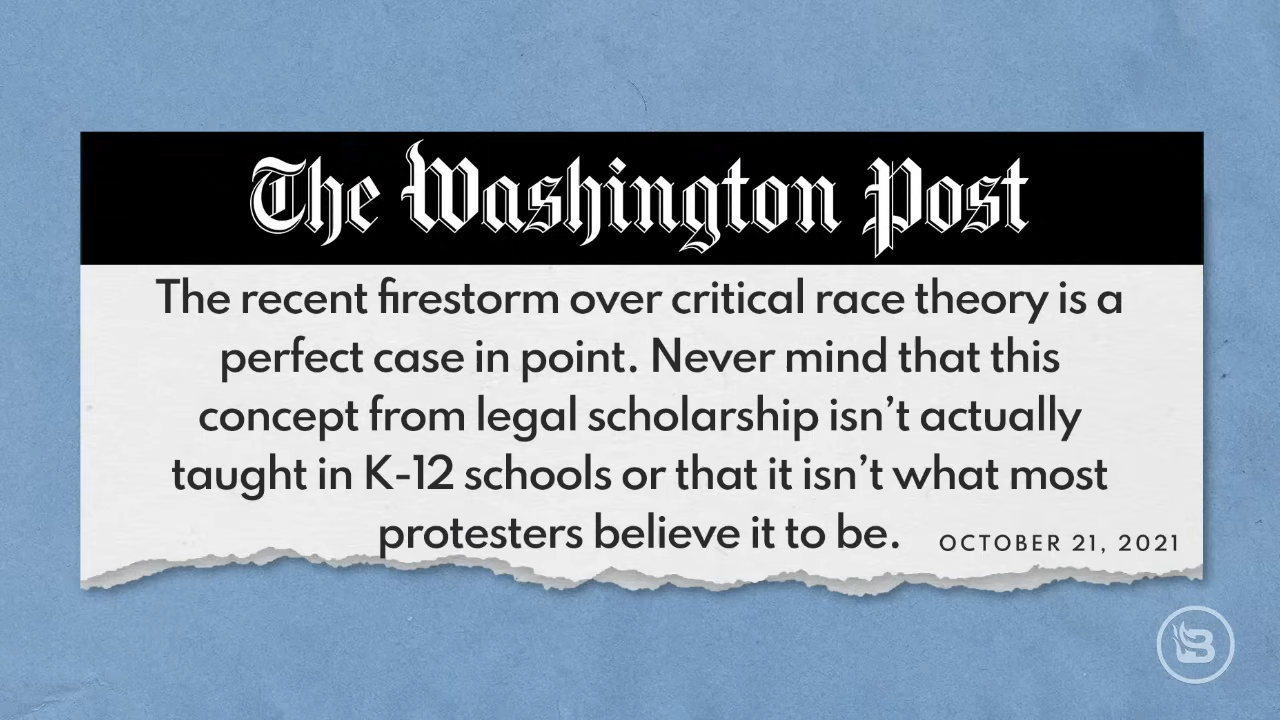 The Washington Post
The recent firestorm over critical race theory is a
perfect case in point. Never mind that this
concept from legal scholarship isn’t actually
taught in K-12 schools or that it isn’t what most
protesters believe it to be.
OCTOBER 21, 2021
B